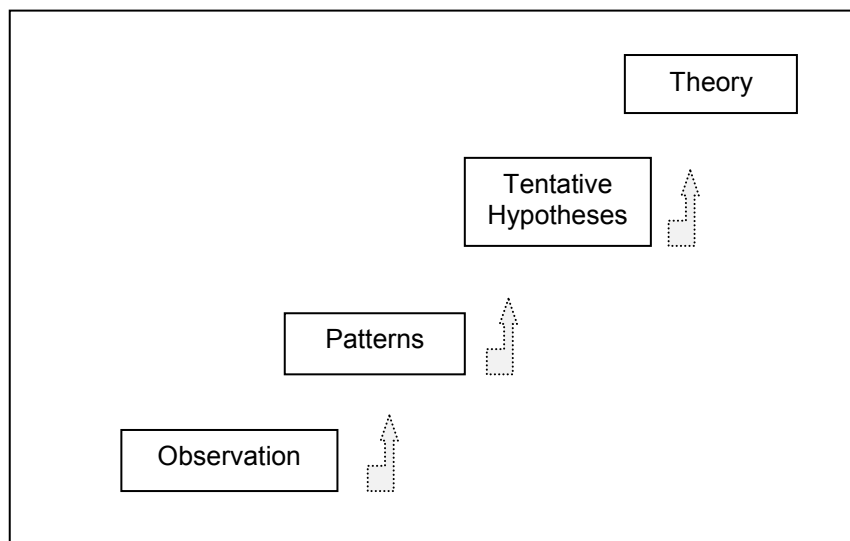 Theory
Tentative
Hypotheses
Patterns
Observation